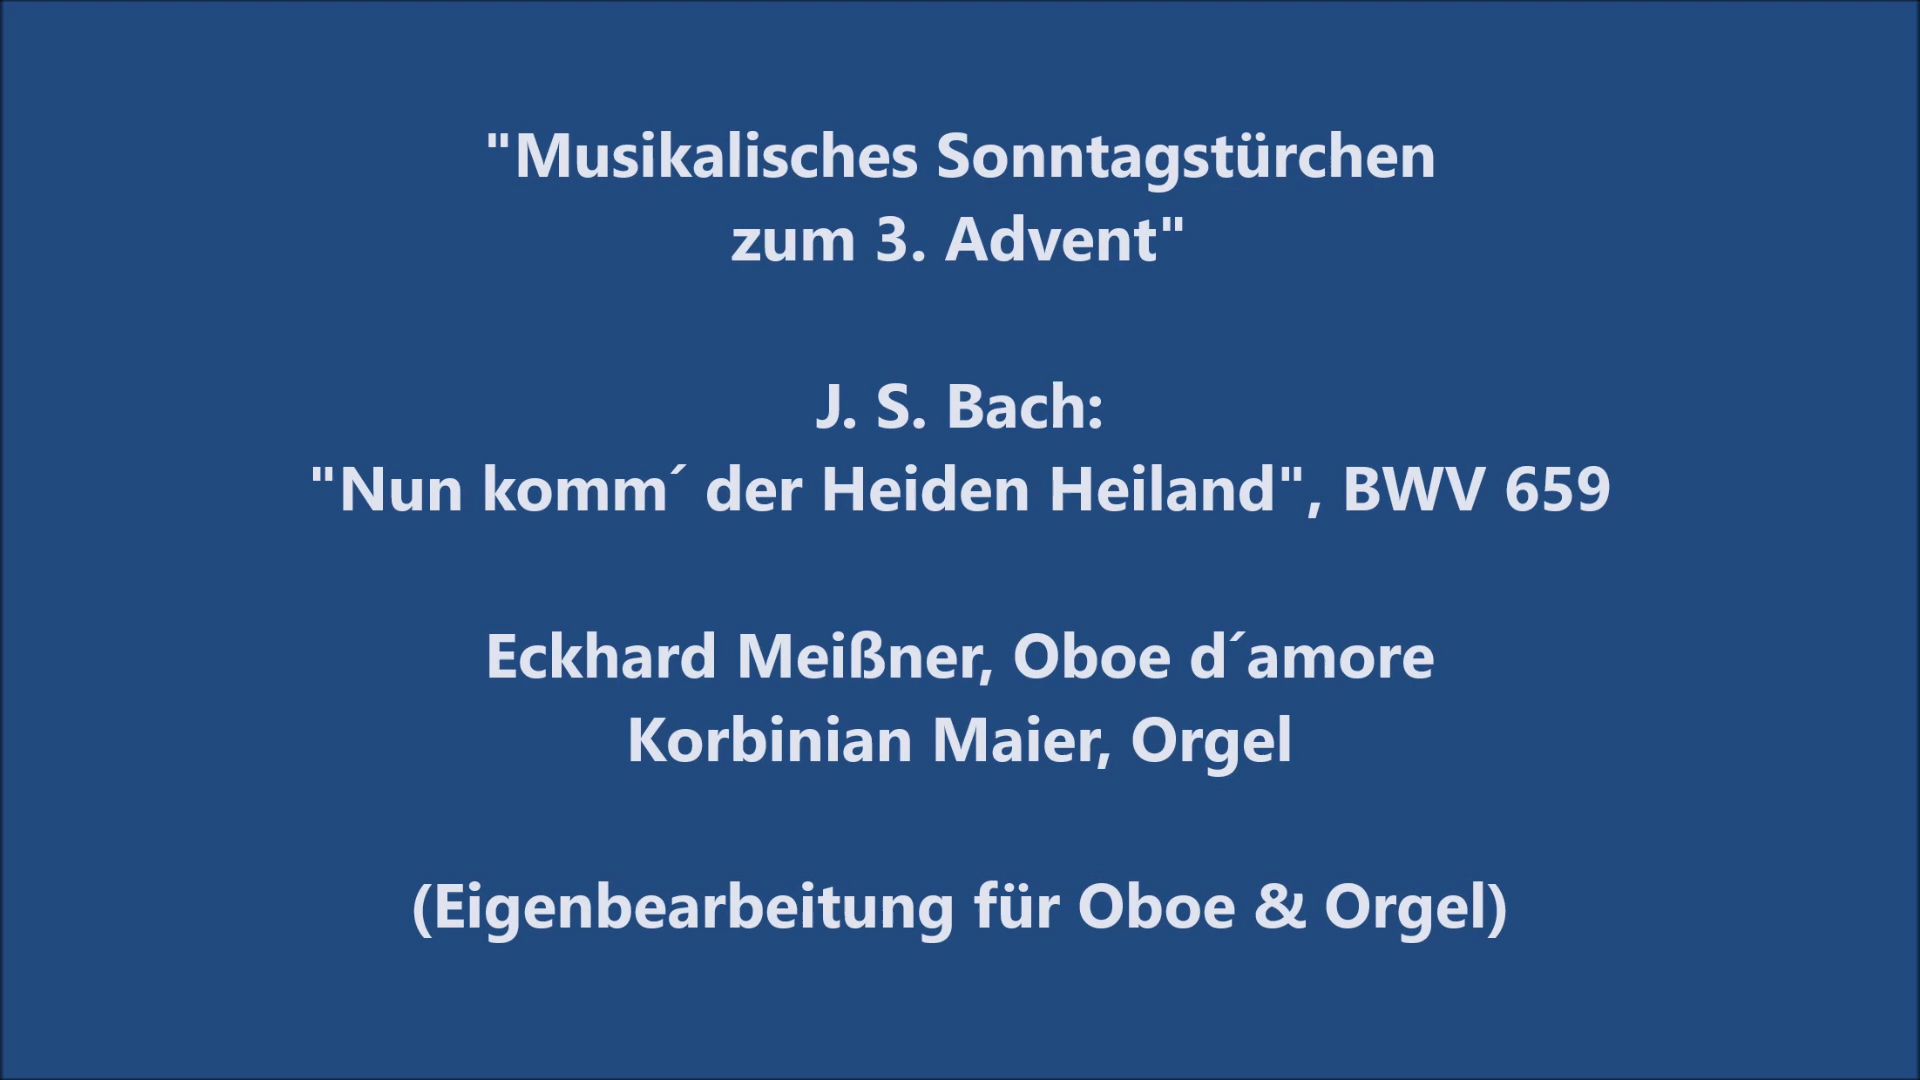 "Musikalisches Sonntagstürchen
zum 3. Advent"
J. S. Bach:
"Nun komm´ der Heiden Heiland", BWV 659
Eckhard Meißner, Oboe d´amore
Korbinian Maier, Orgel
(Eigenbearbeitung für Oboe & Orgel)